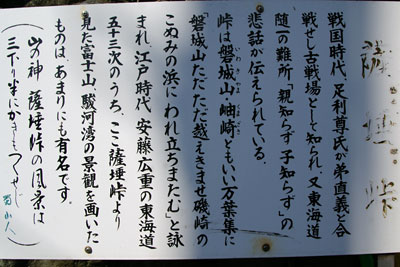 薩埵峠
戦国時代、足利尊氏が弟直義と合
戦せし古戦場として知られ、又東海道
随一の難所「親知らず子知らず」の
悲話が伝えられている。
峠は磐城山、岫崎ともいい万葉集に
「磐城山ただただ越えきませ磯崎の
こぬみの浜にわれ立ちまたむ」と詠
まれ、江戸時代、安藤広重の東海道
五十三次のうち、ここ薩埵峠より
見た富士山、駿河湾の景観を画いた
ものは、あまりにも有名です。
山の神薩埵峠の風景は
三下り半にかきもつくさじ
蜀山人